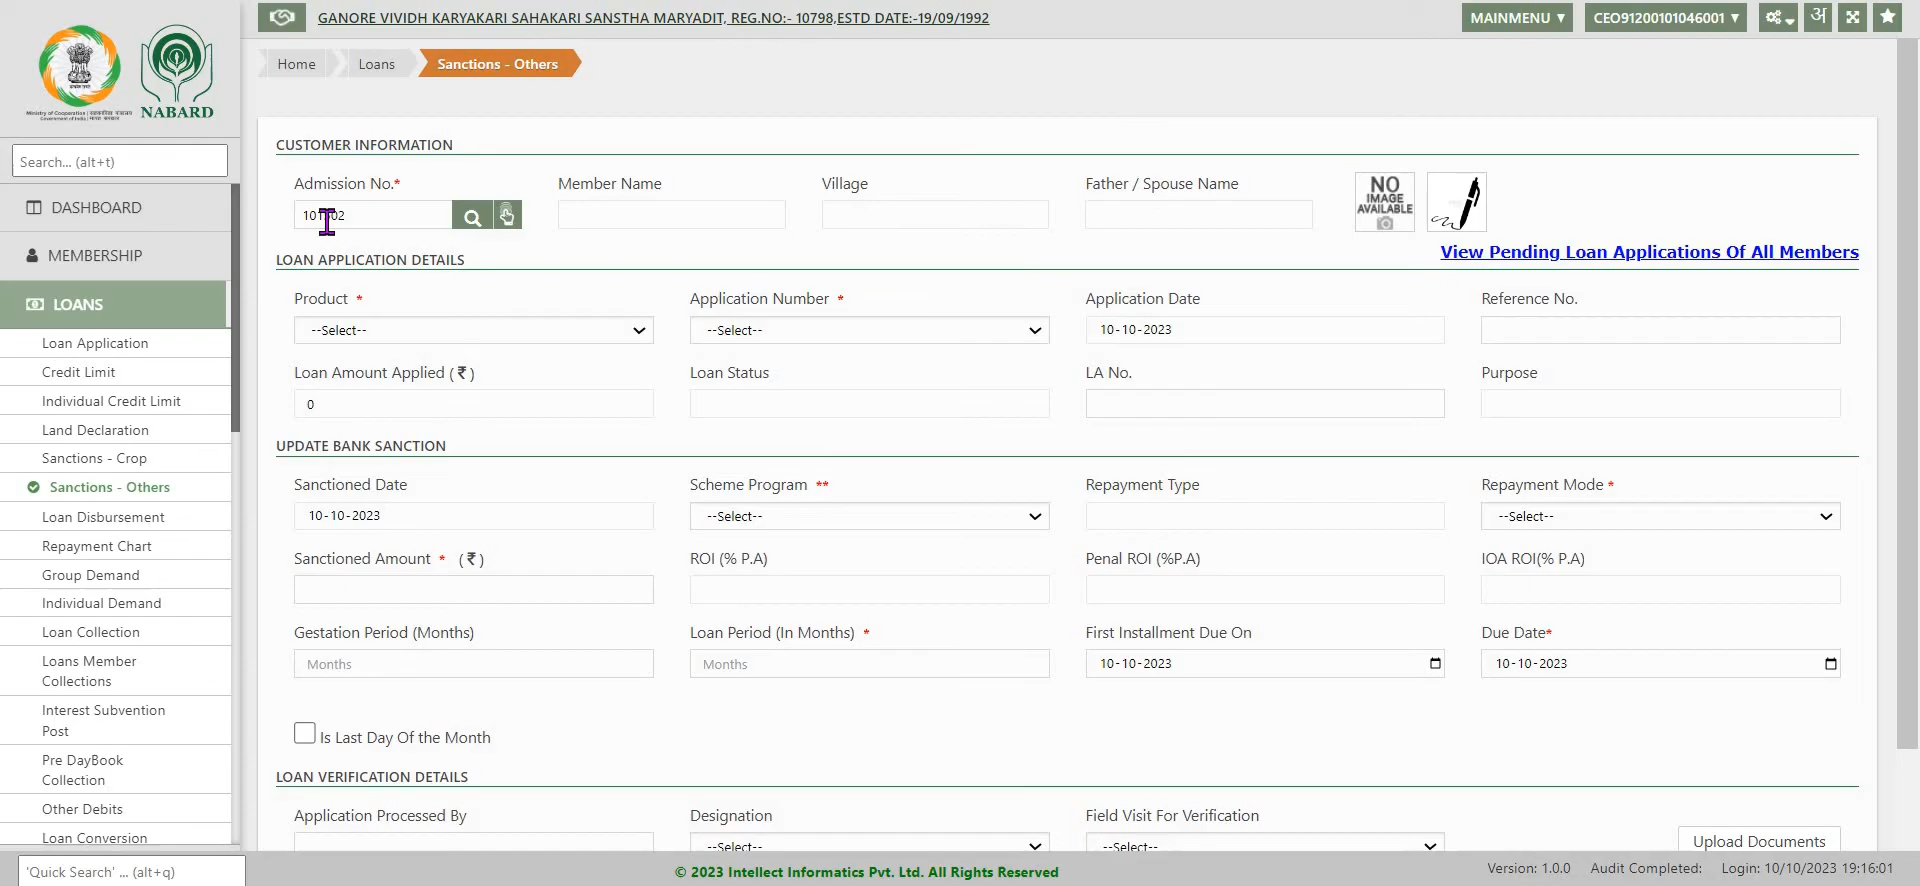 GANORE VIVIDH KARYAKARI SAHAKARI SANSTHA MARYADIT, REG.NO:- 10798,ESTD DATE:-19/09/1992
MAINMENU ▼
CEO91200101046001 ▼
अ
NABARD
Home
Loans
Sanctions - Others
Search... (alt+t)
DASHBOARD
MEMBERSHIP
LOANS
Loan Application
Credit Limit
Individual Credit Limit
Land Declaration
Sanctions - Crop
Sanctions - Others
Loan Disbursement
Repayment Chart
Group Demand
Individual Demand
Loan Collection
Loans Member
Collections
Interest Subvention
Post
Pre DayBook
Collection
Other Debits
Loan Conversion
'Quick Search' ... (alt+q)
CUSTOMER INFORMATION
Admission No.*
Member Name
Village
Father / Spouse Name
NO
IMAGE
AVAILABLE
View Pending Loan Applications Of All Members
LOAN APPLICATION DETAILS
Product *
Application Number *
Application Date
Reference No.
--Select--
--Select--
10-10-2023
Loan Amount Applied (₹)
Loan Status
LA No.
Purpose
0
UPDATE BANK SANCTION
Sanctioned Date
Scheme Program **
Repayment Type
Repayment Mode *
10-10-2023
--Select--
--Select--
Sanctioned Amount * (₹)
ROI (% P.A)
Penal ROI (%P.A)
IOA ROI(% P.A)
Gestation Period (Months)
Loan Period (In Months) *
First Installment Due On
Due Date*
Months
Months
10-10-2023
10-10-2023
Is Last Day Of the Month
LOAN VERIFICATION DETAILS
Application Processed By
Designation
Field Visit For Verification
--Select--
--Select--
Upload Documents
© 2023 Intellect Informatics Pvt. Ltd. All Rights Reserved
Version: 1.0.0
Audit Completed:
Login: 10/10/2023 19:16:01